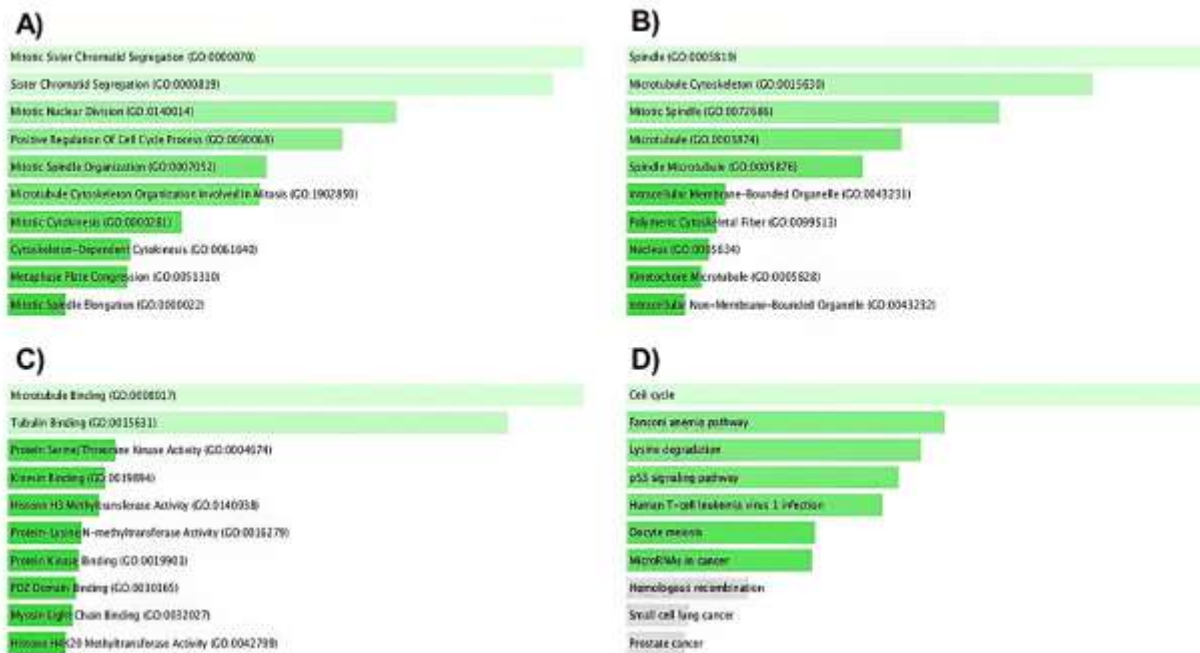 A)
Mitotic Sister Chromatid Segregation (GO:0000070)
Sister Chromatid Segregation (GO:0000819)
Mitotic Nuclear Division (GO:0140014)
Positive Regulation Of Cell Cycle Process (GO:0090068)
Mitotic Spindle Organization (GO:0007052)
Microtubule Cytoskeleton Organization Involved In Mitosis (GO:1902850)
Mitotic Cytokinesis (GO:0000281)
Cytoskeleton-Dependent Cytokinesis (GO:0061640)
Metaphase Plate Congression (GO:0051310)
Mitotic Spindle Elongation (GO:0000022)
B)
Spindle (GO:0005819)
Microtubule Cytoskeleton (GO:0015630)
Mitotic Spindle (GO:0072686)
Microtubule (GO:0005874)
Spindle Microtubule (GO:0005876)
Intracellular Membrane-Bounded Organelle (GO:0043231)
Polymeric Cytoskeletal Fiber (GO:0099513)
Nucleus (GO:0005634)
Kinetochore Microtubule (GO:0005828)
Intracellular Non-Membrane-Bounded Organelle (GO:0043232)
C)
Microtubule Binding (GO:0008017)
Tubulin Binding (GO:0015631)
Protein Serine/Threonine Kinase Activity (GO:0004674)
Kinesin Binding (GO:0019894)
Histone H3 Methyltransferase Activity (GO:0140938)
Protein-Lysine N-methyltransferase Activity (GO:0016279)
Protein Kinase Binding (GO:0019901)
PDZ Domain Binding (GO:0030165)
Myosin Light Chain Binding (GO:0032027)
Histone H4K20 Methyltransferase Activity (GO:0042799)
D)
Cell cycle
Fanconi anemia pathway
Lysine degradation
p53 signaling pathway
Human T-cell leukemia virus 1 infection
Oocyte meiosis
MicroRNAs in cancer
Homologous recombination
Small cell lung cancer
Prostate cancer